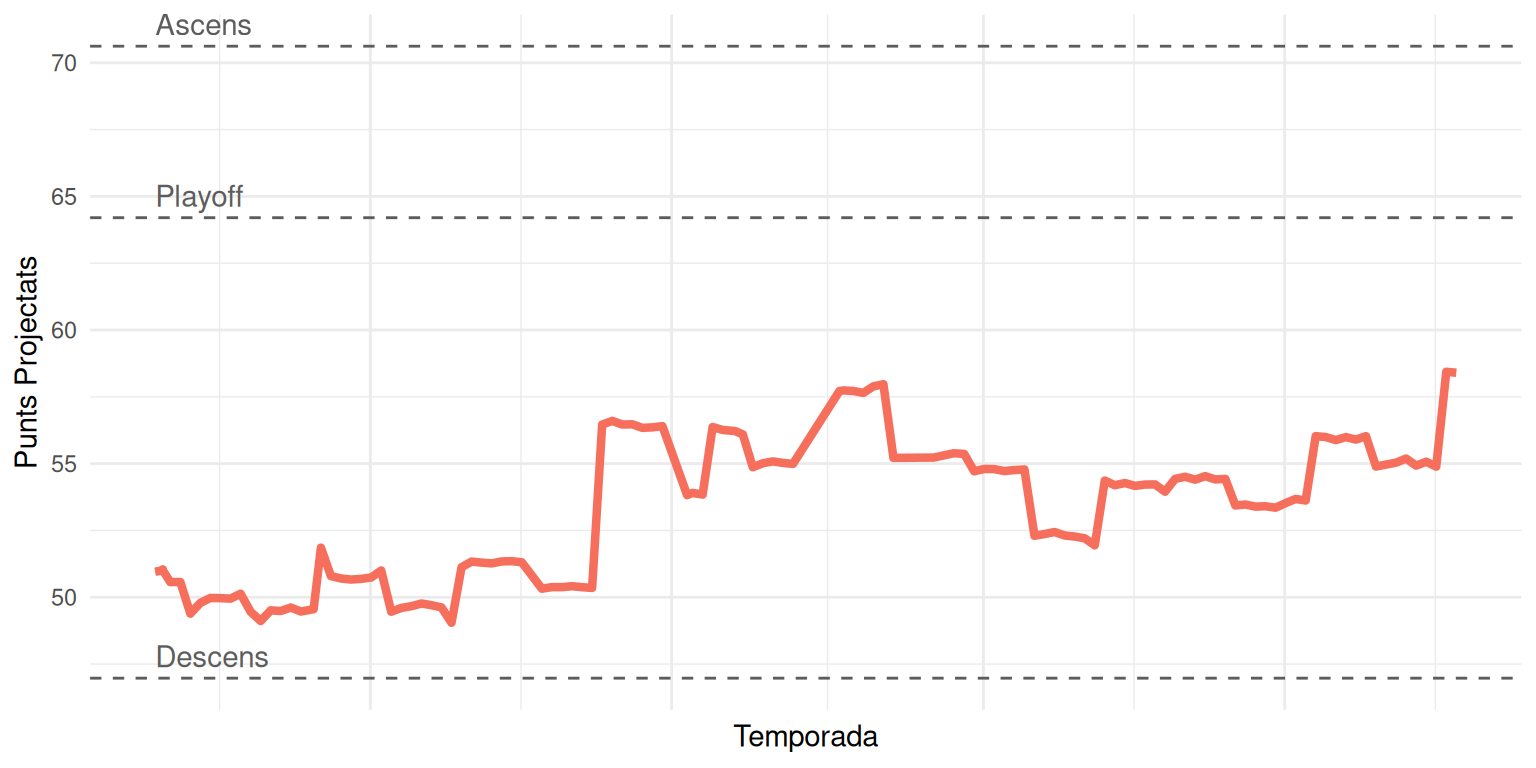 Ascens
70
Playoff
65
60
55
50
Descens
Punts Projectats
Temporada